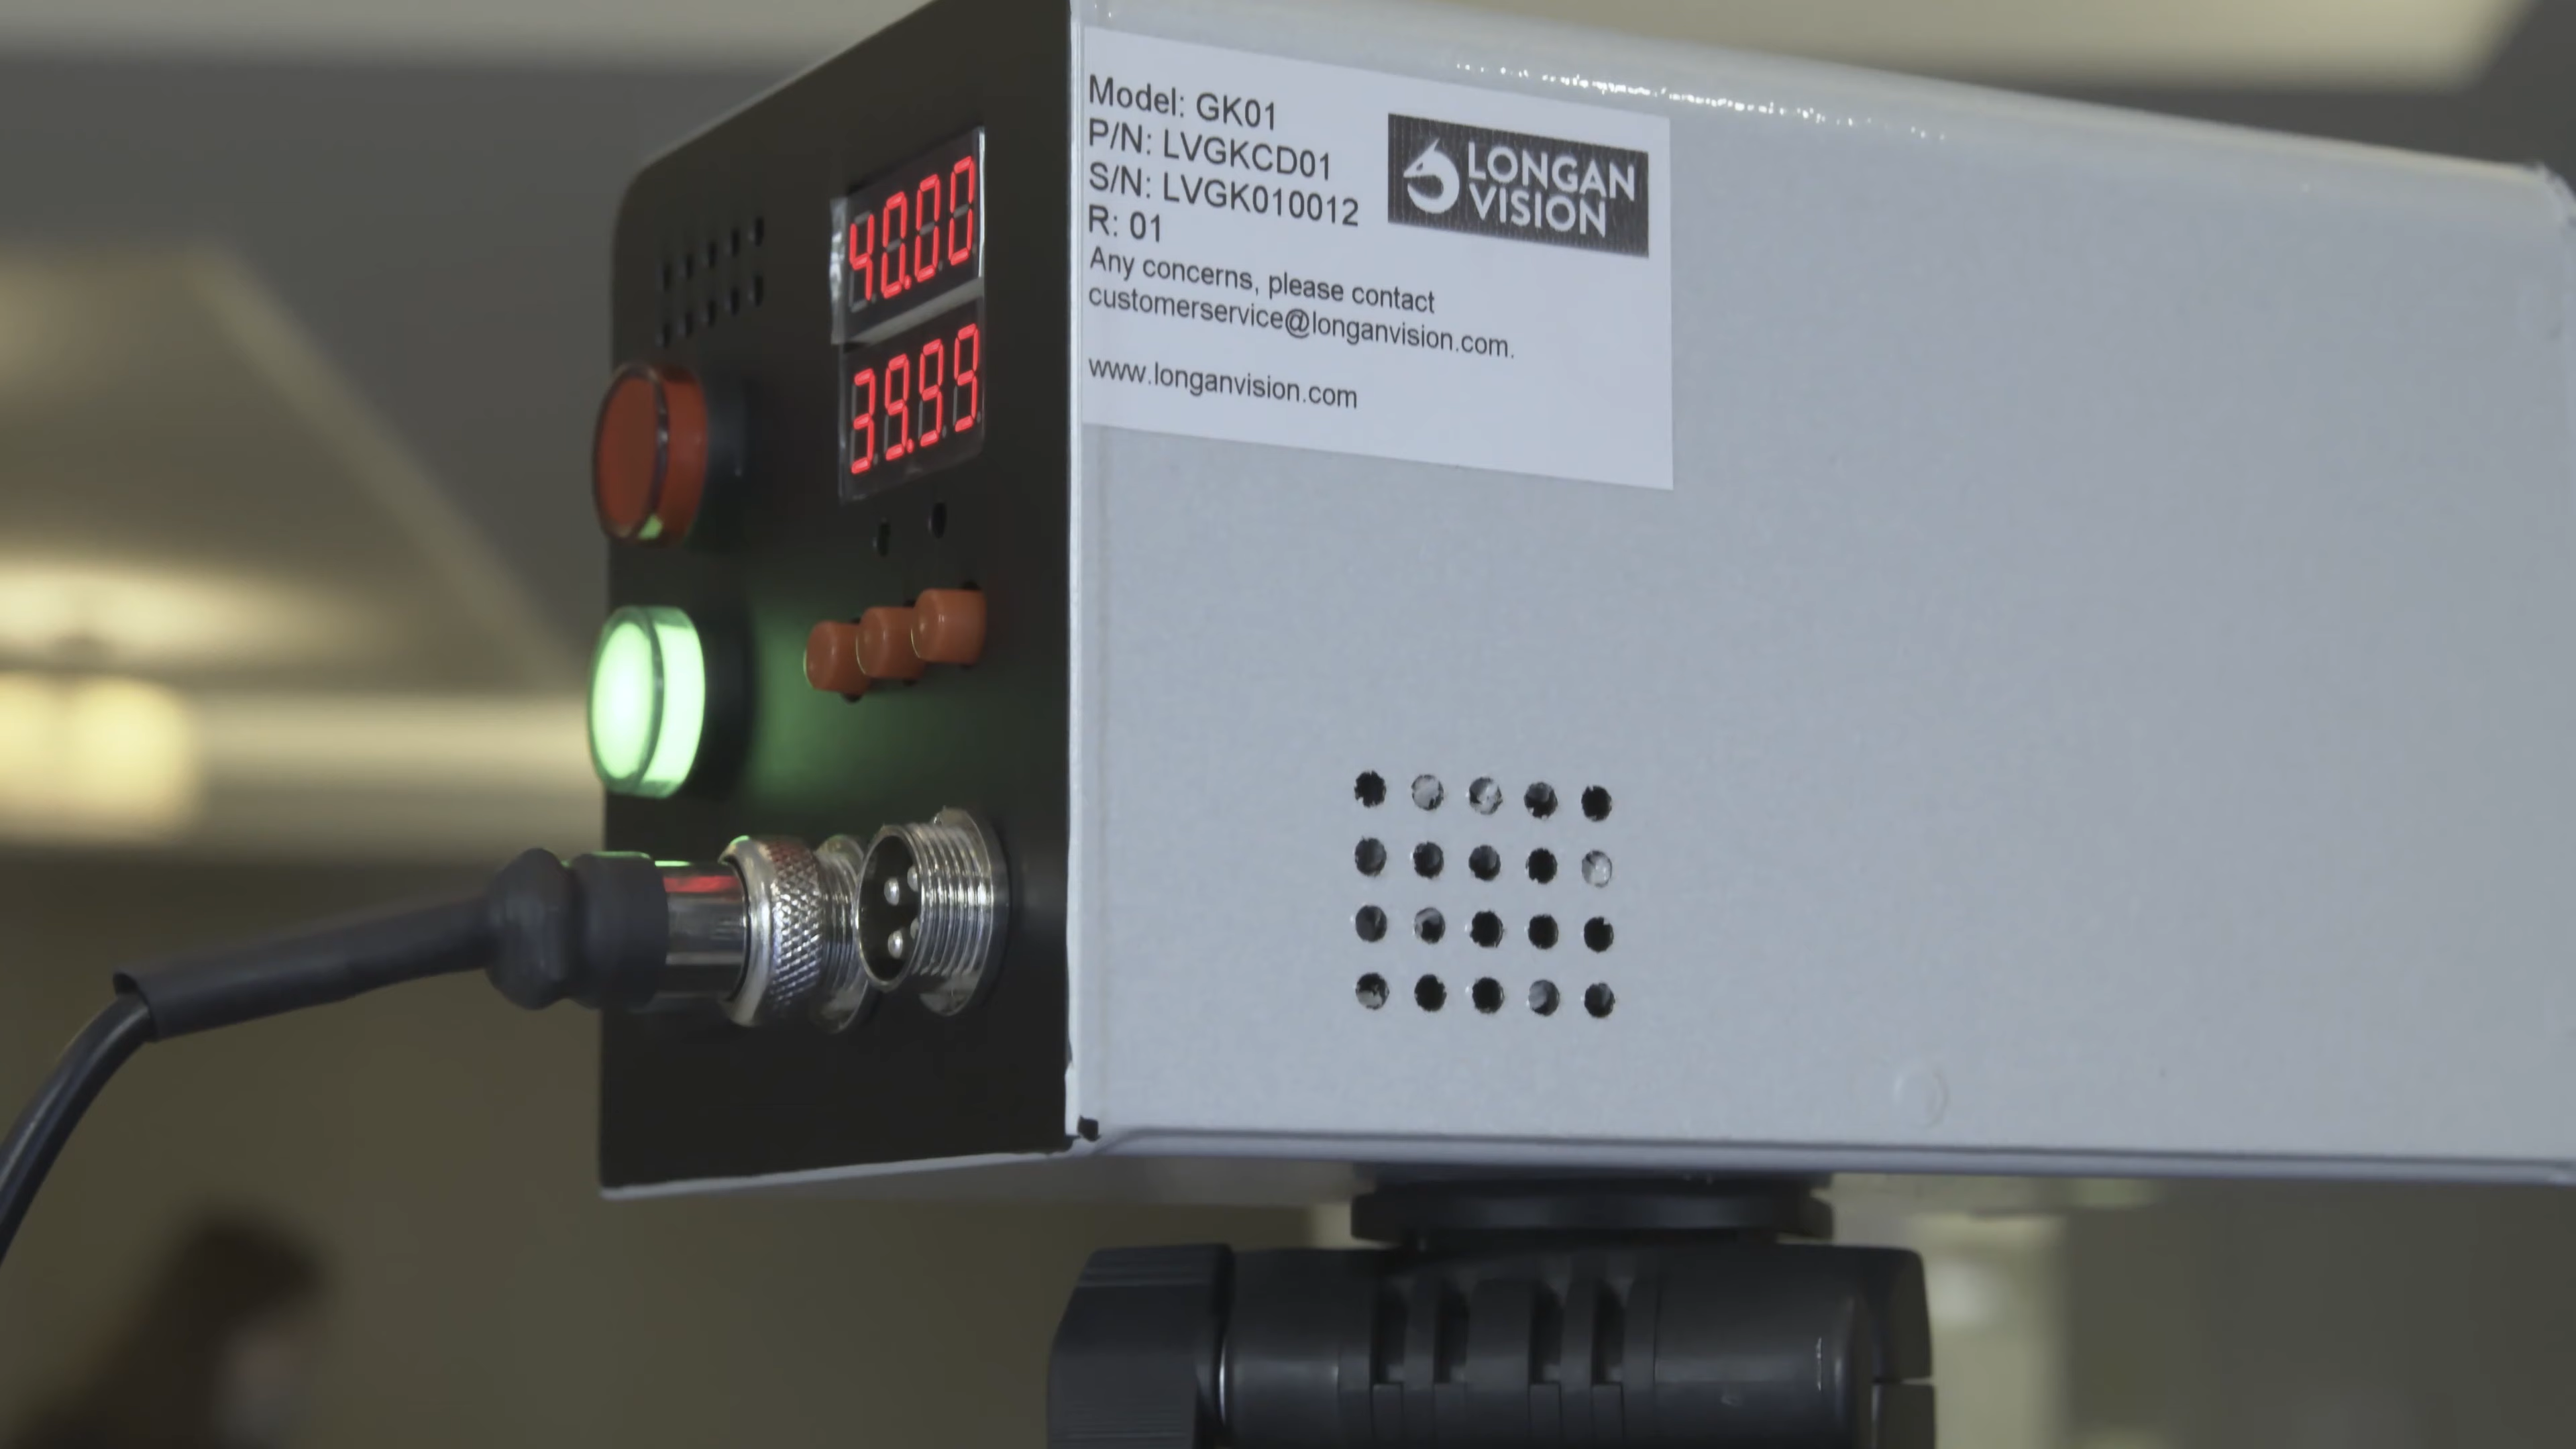 40.00
39.99
Model: GK01
P/N: LVGKCD01
S/N: LVGK010012
R: 01
Any concerns, please contact
customerservice@longanvision.com.
www.longanvision.com
LONGAN
VISION